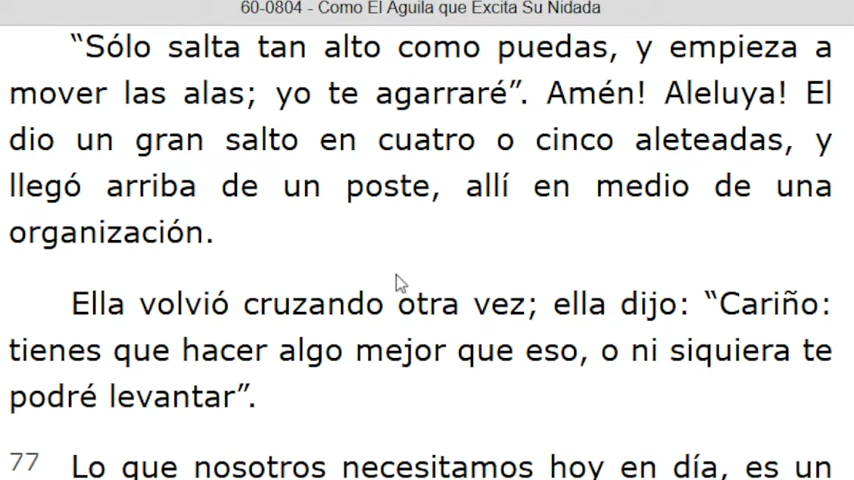 60-0804 - Como El Aguila que Excita Su Nidada
“Sólo salta tan alto como puedas, y empieza a
mover las alas; yo te agarraré”. Amén! Aleluya! El
dio un gran salto en cuatro o cinco aleteadas, y
llegó arriba de un poste, allí en medio de una
organización.
Ella volvió cruzando otra vez; ella dijo: “Cariño:
tienes que hacer algo mejor que eso, o ni siquiera te
podré levantar”.
77 Lo que nosotros necesitamos hoy en día, es un